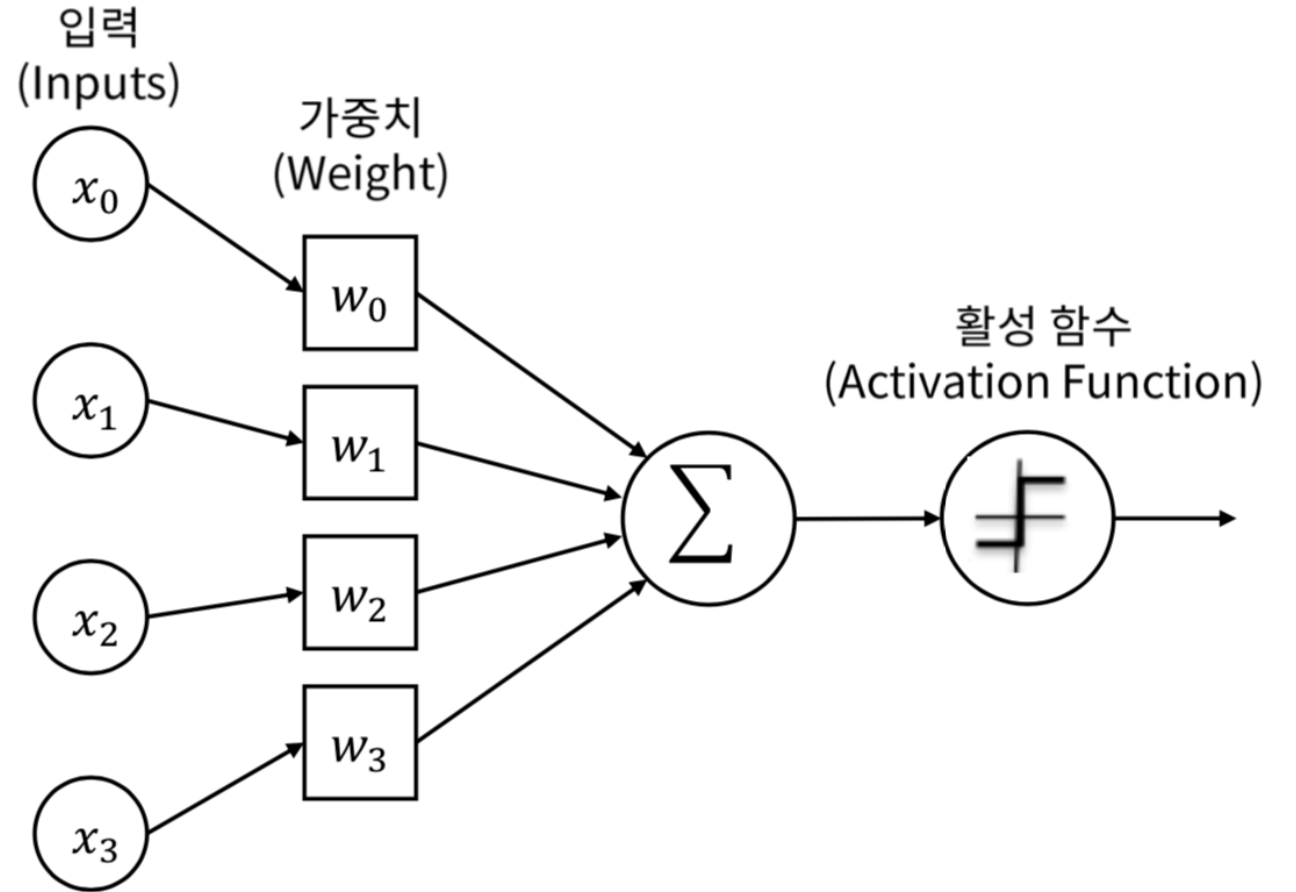 입력
(Inputs)
가중치
(Weight)
x₀
w₀
x₁
w₁
x₂
w₂
x₃
w₃
∑
활성 함수
(Activation Function)